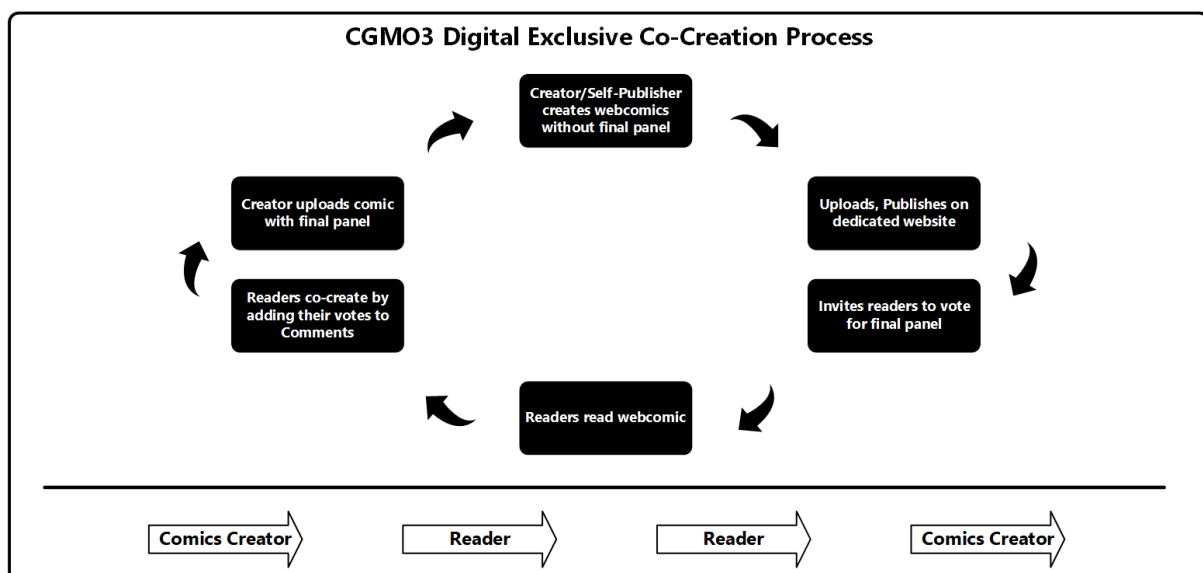 CGMO3 Digital Exclusive Co-Creation Process
Creator/Self-Publisher
creates webcomics
without final panel
Uploads, Publishes on
dedicated website
Invites readers to vote
for final panel
Readers read webcomic
Readers co-create by
adding their votes to
Comments
Creator uploads comic
with final panel
Comics Creator
Reader
Reader
Comics Creator